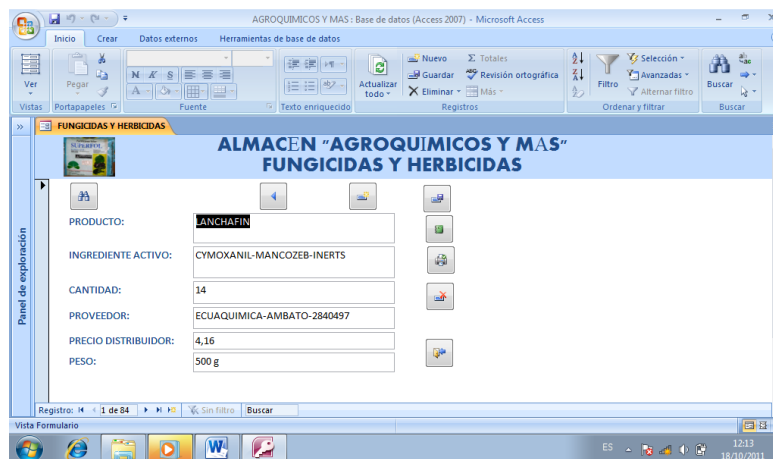 AGROQUIMICOS Y MAS : Base de datos (Access 2007) - Microsoft Access
Inicio Crear Datos externos Herramientas de base de datos
Ver
Vistas
Pegar
Portapapeles
N K S
Fuente
Texto enriquecido
Actualizar todo
Nuevo Σ Totales
Guardar Revisión ortográfica
Eliminar Más
Registros
Filtro
Selección
Avanzadas
Alternar filtro
Ordenar y filtrar
Buscar
Buscar
FUNGICIDAS Y HERBICIDAS
Panel de exploración
SUPERFOL
ALMACEN "AGROQUIMICOS Y MAS"
FUNGICIDAS Y HERBICIDAS
PRODUCTO: LANCHAFIN
INGREDIENTE ACTIVO: CYMOXANIL-MANCOZEB-INERTS
CANTIDAD: 14
PROVEEDOR: ECUAQUIMICA-AMBATO-2840497
PRECIO DISTRIBUIDOR: 4,16
PESO: 500 g
Registro: 1 de 84 Sin filtro Buscar
Vista Formulario
ES 12:13
18/10/2011